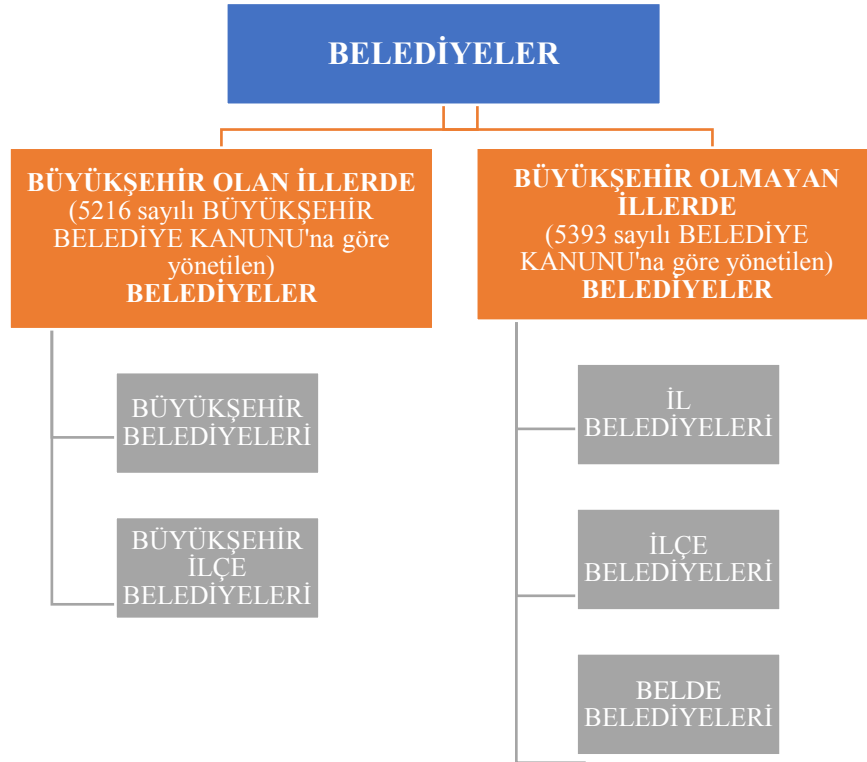 BELEDİYELER
BÜYÜKŞEHİR OLAN İLLERDE
(5216 sayılı BÜYÜKŞEHİR
BELEDİYE KANUNU'na göre
yönetilen)
BELEDİYELER
BÜYÜKŞEHİR
BELEDİYELERİ
BÜYÜKŞEHİR
İLÇE
BELEDİYELERİ
BÜYÜKŞEHİR OLMAYAN
İLLERDE
(5393 sayılı BELEDİYE
KANUNU'na göre yönetilen)
BELEDİYELER
İL
BELEDİYELERİ
İLÇE
BELEDİYELERİ
BELDE
BELEDİYELERİ